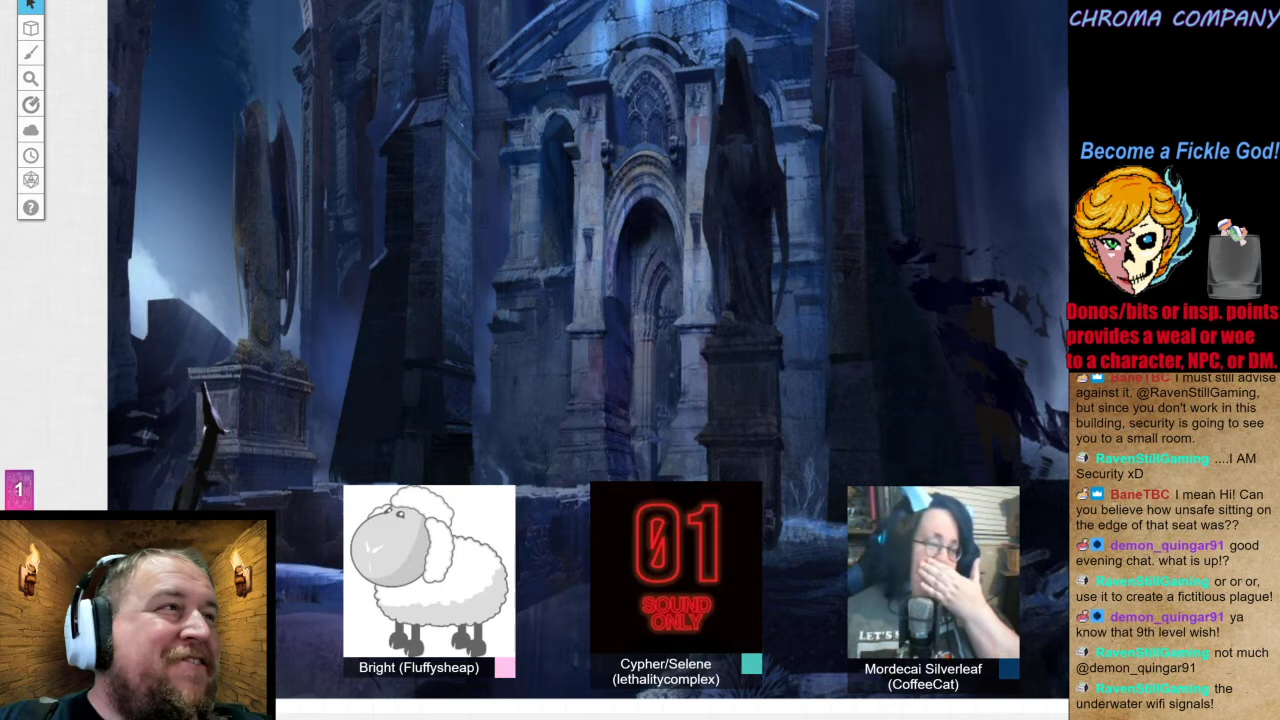 CHROMA COMPANY
Become a Fickle God!
Donos/bits or insp. points
provides a weal or woe
to a character, NPC, or DM.
BaneTBC I must still advise
against it. @RavenStillGaming,
but since you don't work in this
building, security is going to see
you to a small room.
RavenStillGaming ....I AM
Security xD
BaneTBC I mean Hi! Can
you believe how unsafe sitting on
the edge of that seat was??
demon_quingar91 good
evening chat. what is up!?
RavenStillGaming or or or,
use it to create a fictitious plague!
demon_quingar91 ya
know that 9th level wish!
RavenStillGaming not much
@demon_quingar91
RavenStillGaming the
underwater wifi signals!
1
01
SOUND
ONLY
LET'S
Bright (Fluffysheap)
Cypher/Selene
(lethalitycomplex)
Mordecai Silverleaf
(CoffeeCat)